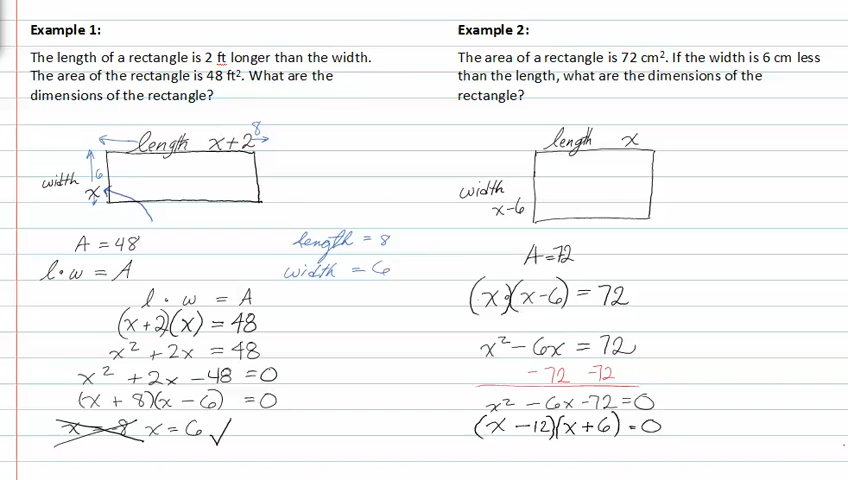 Example 1:
The length of a rectangle is 2 ft longer than the width.
The area of the rectangle is 48 ft². What are the
dimensions of the rectangle?
length x+2 8
6
width
x
A = 48
l · w = A
length = 8
width = 6
l · w = A
(x+2)(x) = 48
x² + 2x = 48
x² + 2x - 48 = 0
(x + 8)(x - 6) = 0
x = -8 x = 6 ✓
Example 2:
The area of a rectangle is 72 cm². If the width is 6 cm less
than the length, what are the dimensions of the
rectangle?
length x
width
x-6
A=72
(x)(x-6) = 72
x² - 6x = 72
-72 -72
x² - 6x - 72 = 0
(x - 12)(x + 6) = 0